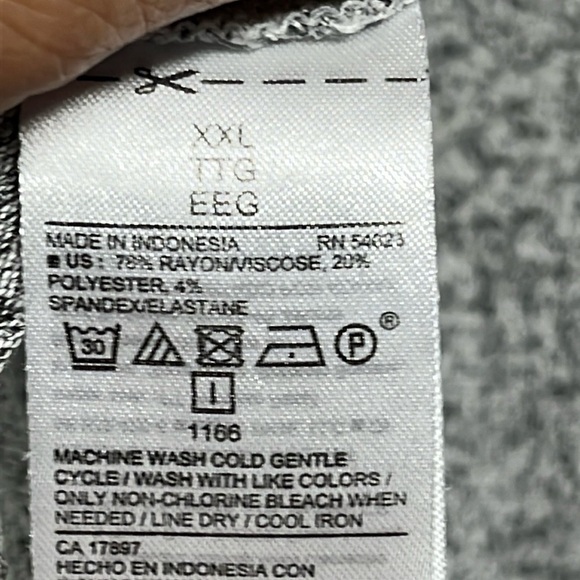 XXL
TTG
EEG
MADE IN INDONESIA RN 54023
US : 76% RAYON/VISCOSE, 20%
POLYESTER, 4%
SPANDEX/ELASTANE
30 P ®
I
1166
MACHINE WASH COLD GENTLE
CYCLE / WASH WITH LIKE COLORS /
ONLY NON-CHLORINE BLEACH WHEN
NEEDED / LINE DRY / COOL IRON
CA 17897
HECHO EN INDONESIA CON